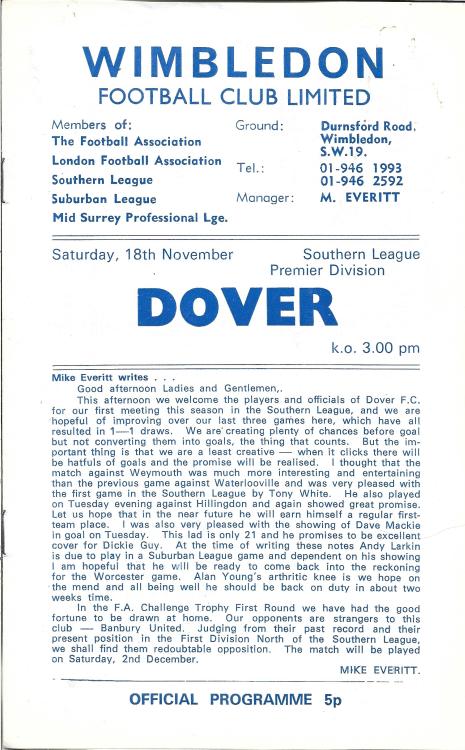 WIMBLEDON
FOOTBALL CLUB LIMITED
Members of:
The Football Association
London Football Association
Southern League
Suburban League
Mid Surrey Professional Lge.
Ground: Durnsford Road,
Wimbledon,
S.W.19.
Tel.: 01-946 1993
01-946 2592
Manager: M. EVERITT
Saturday, 18th November
Southern League
Premier Division
DOVER
k.o. 3.00 pm
Mike Everitt writes . . .
Good afternoon Ladies and Gentlemen,.
This afternoon we welcome the players and officials of Dover F.C.
for our first meeting this season in the Southern League, and we are
hopeful of improving over our last three games here, which have all
resulted in 1—1 draws. We are creating plenty of chances before goal
but not converting them into goals, the thing that counts. But the im-
portant thing is that we are a least creative — when it clicks there will
be hatfuls of goals and the promise will be realised. I thought that the
match against Weymouth was much more interesting and entertaining
than the previous game against Waterlooville and was very pleased with
the first game in the Southern League by Tony White. He also played
on Tuesday evening against Hillingdon and again showed great promise.
Let us hope that in the near future he will earn himself a regular first-
team place. I was also very pleased with the showing of Dave Mackie
in goal on Tuesday. This lad is only 21 and he promises to be excellent
cover for Dickie Guy. At the time of writing these notes Andy Larkin
is due to play in a Suburban League game and dependent on his showing
I am hopeful that he will be ready to come back into the reckoning
for the Worcester game. Alan Young's arthritic knee is we hope on
the mend and all being well he should be back on duty in about two
weeks time.
In the F.A. Challenge Trophy First Round we have had the good
fortune to be drawn at home. Our opponents are strangers to this
club — Banbury United. Judging from their past record and their
present position in the First Division North of the Southern League,
we shall find them redoubtable opposition. The match will be played
on Saturday, 2nd December.
MIKE EVERITT.
OFFICIAL PROGRAMME 5p